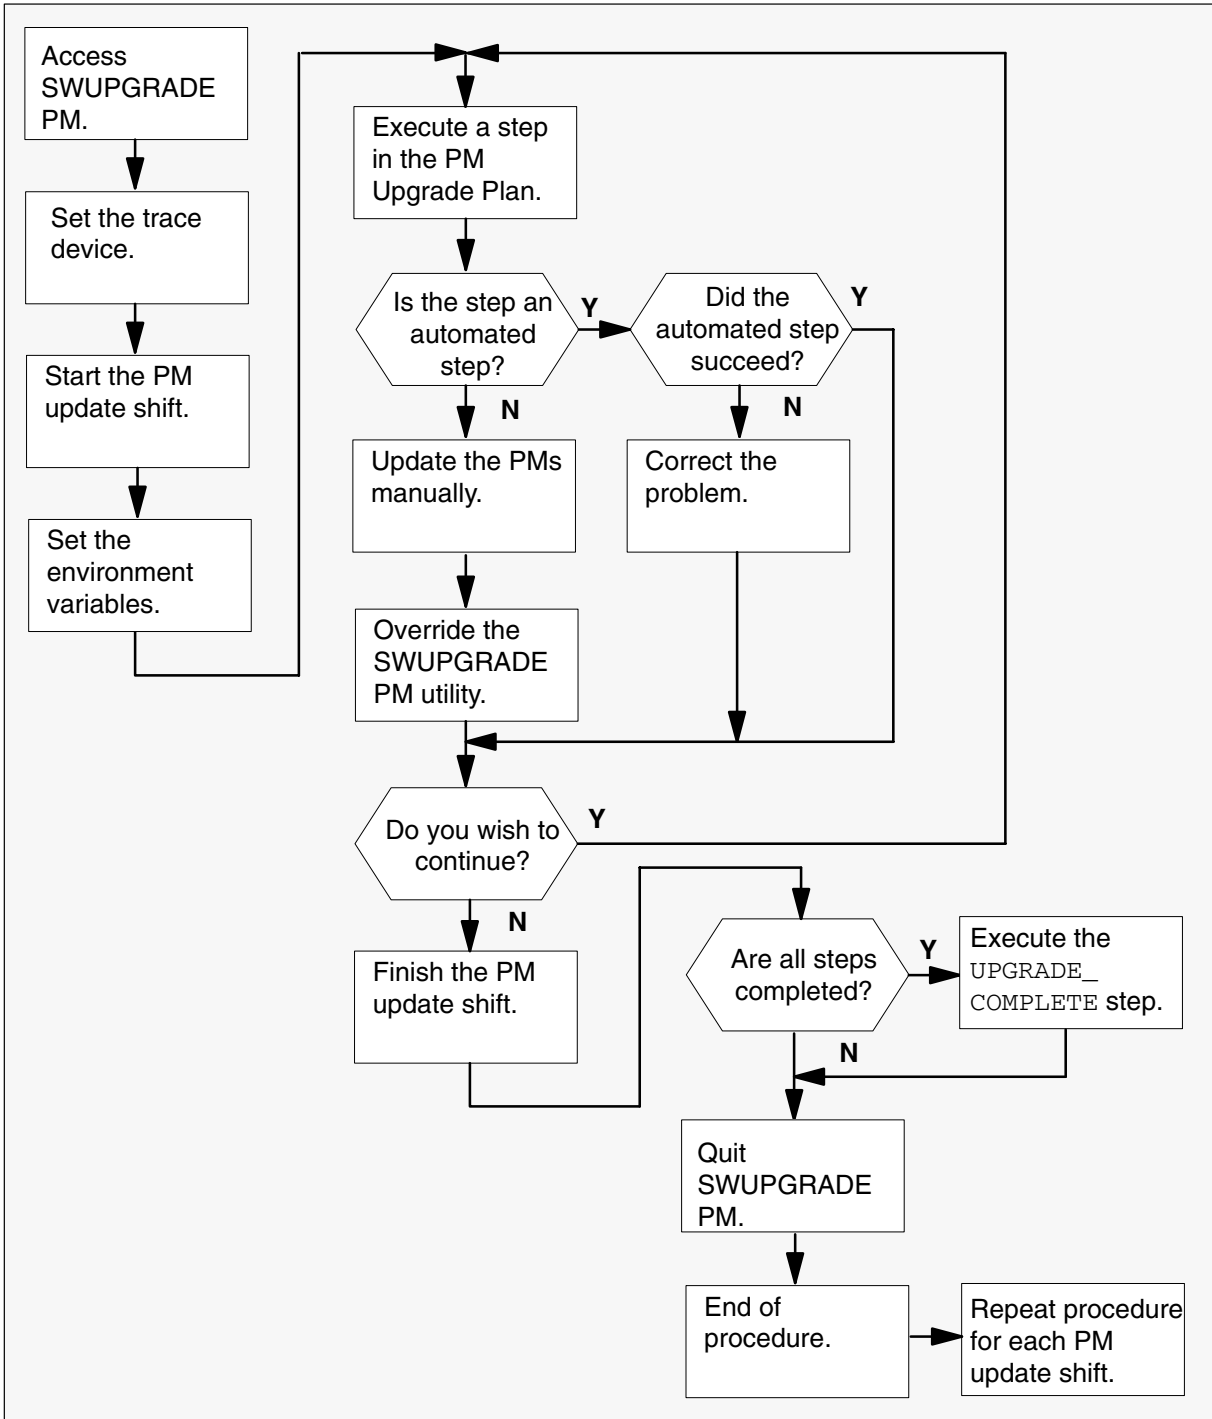 Access
SWUPGRADE
PM.
Set the trace
device.
Start the PM
update shift.
Set the
environment
variables.
Execute a step
in the PM
Upgrade Plan.
Is the step an
automated
step?
Y
N
Did the
automated step
succeed?
Y
N
Update the PMs
manually.
Correct the
problem.
Override the
SWUPGRADE
PM utility.
Do you wish to
continue?
Y
N
Finish the PM
update shift.
Are all steps
completed?
Y
N
Execute the
UPGRADE_
COMPLETE step.
Quit
SWUPGRADE
PM.
End of
procedure.
Repeat procedure
for each PM
update shift.